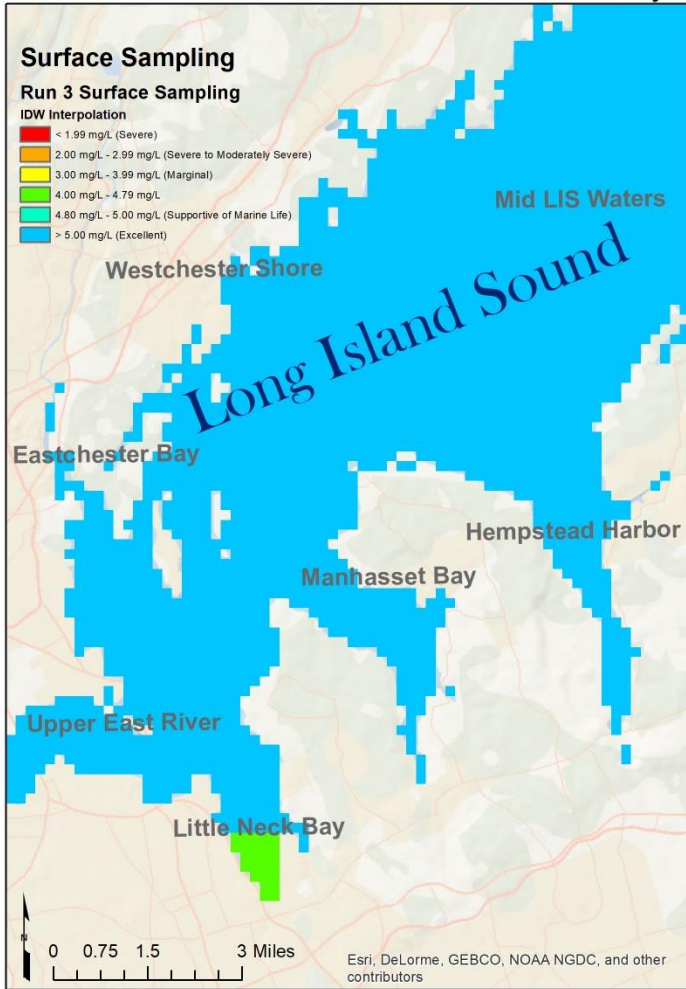 Surface Sampling
Run 3 Surface Sampling
IDW Interpolation
< 1.99 mg/L (Severe)
2.00 mg/L - 2.99 mg/L (Severe to Moderately Severe)
3.00 mg/L - 3.99 mg/L (Marginal)
4.00 mg/L - 4.79 mg/L
4.80 mg/L - 5.00 mg/L (Supportive of Marine Life)
> 5.00 mg/L (Excellent)
Mid LIS Waters
Westchester Shore
Long Island Sound
Eastchester Bay
Hempstead Harbor
Manhasset Bay
Upper East River
Little Neck Bay
N
0 0.75 1.5 3 Miles
Esri, DeLorme, GEBCO, NOAA NGDC, and other
contributors